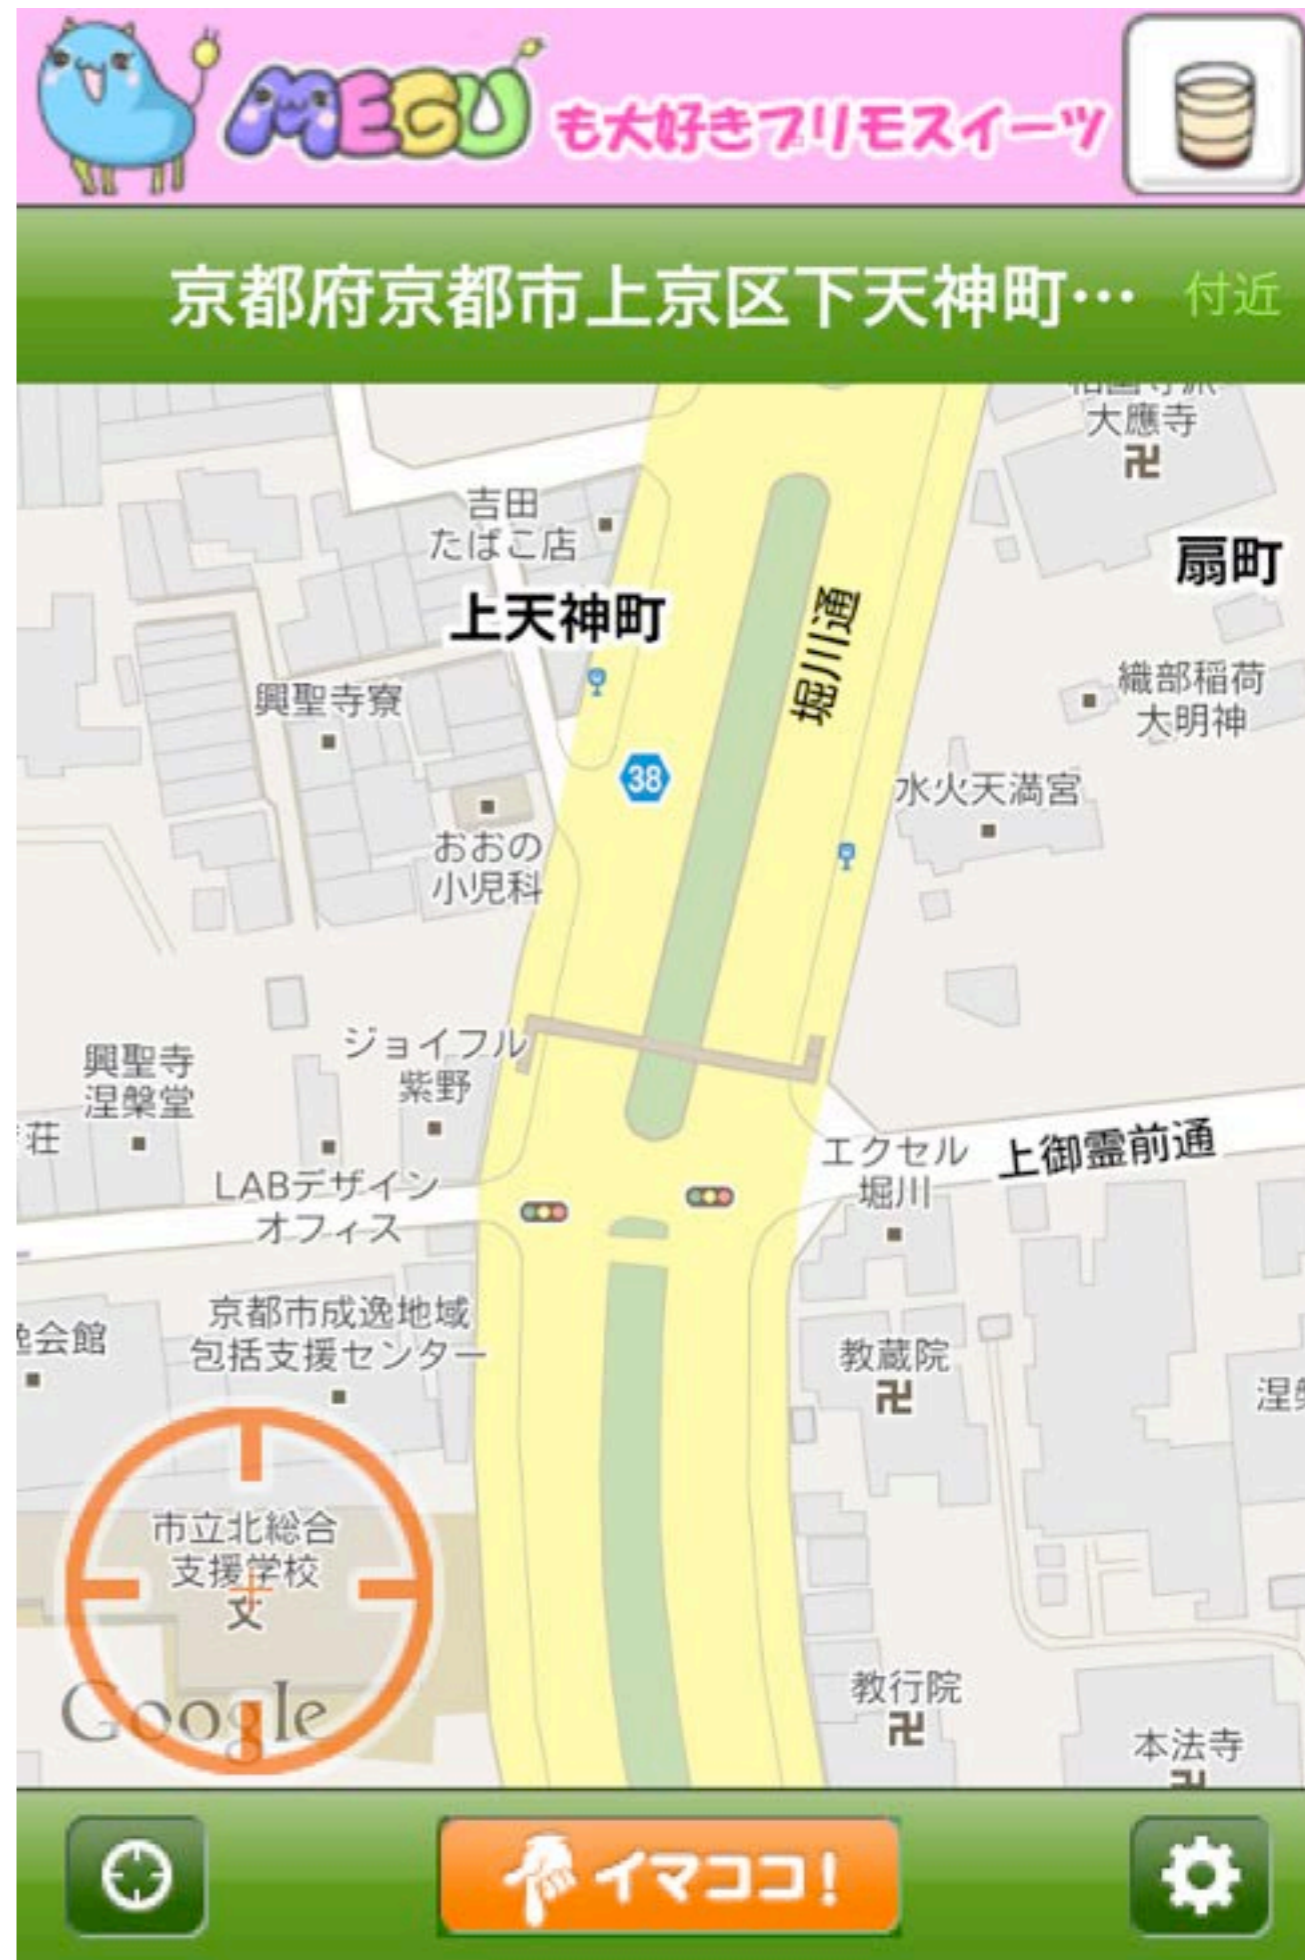 MEGU も大好きプリモスイーツ
京都府京都市上京区下天神町… 付近
大應寺
吉田
たばこ店
扇町
上天神町
堀川通
興聖寺寮
織部稲荷
大明神
38
水火天満宮
おおの
小児科
ジョイフル
紫野
興聖寺
涅槃堂
荘
エクセル
堀川
上御霊前通
LABデザイン
オフィス
京都市成逸地域
包括支援センター
会館
教蔵院
涅
市立北総合
支援学校
文
Google
教行院
本法寺
イマココ!